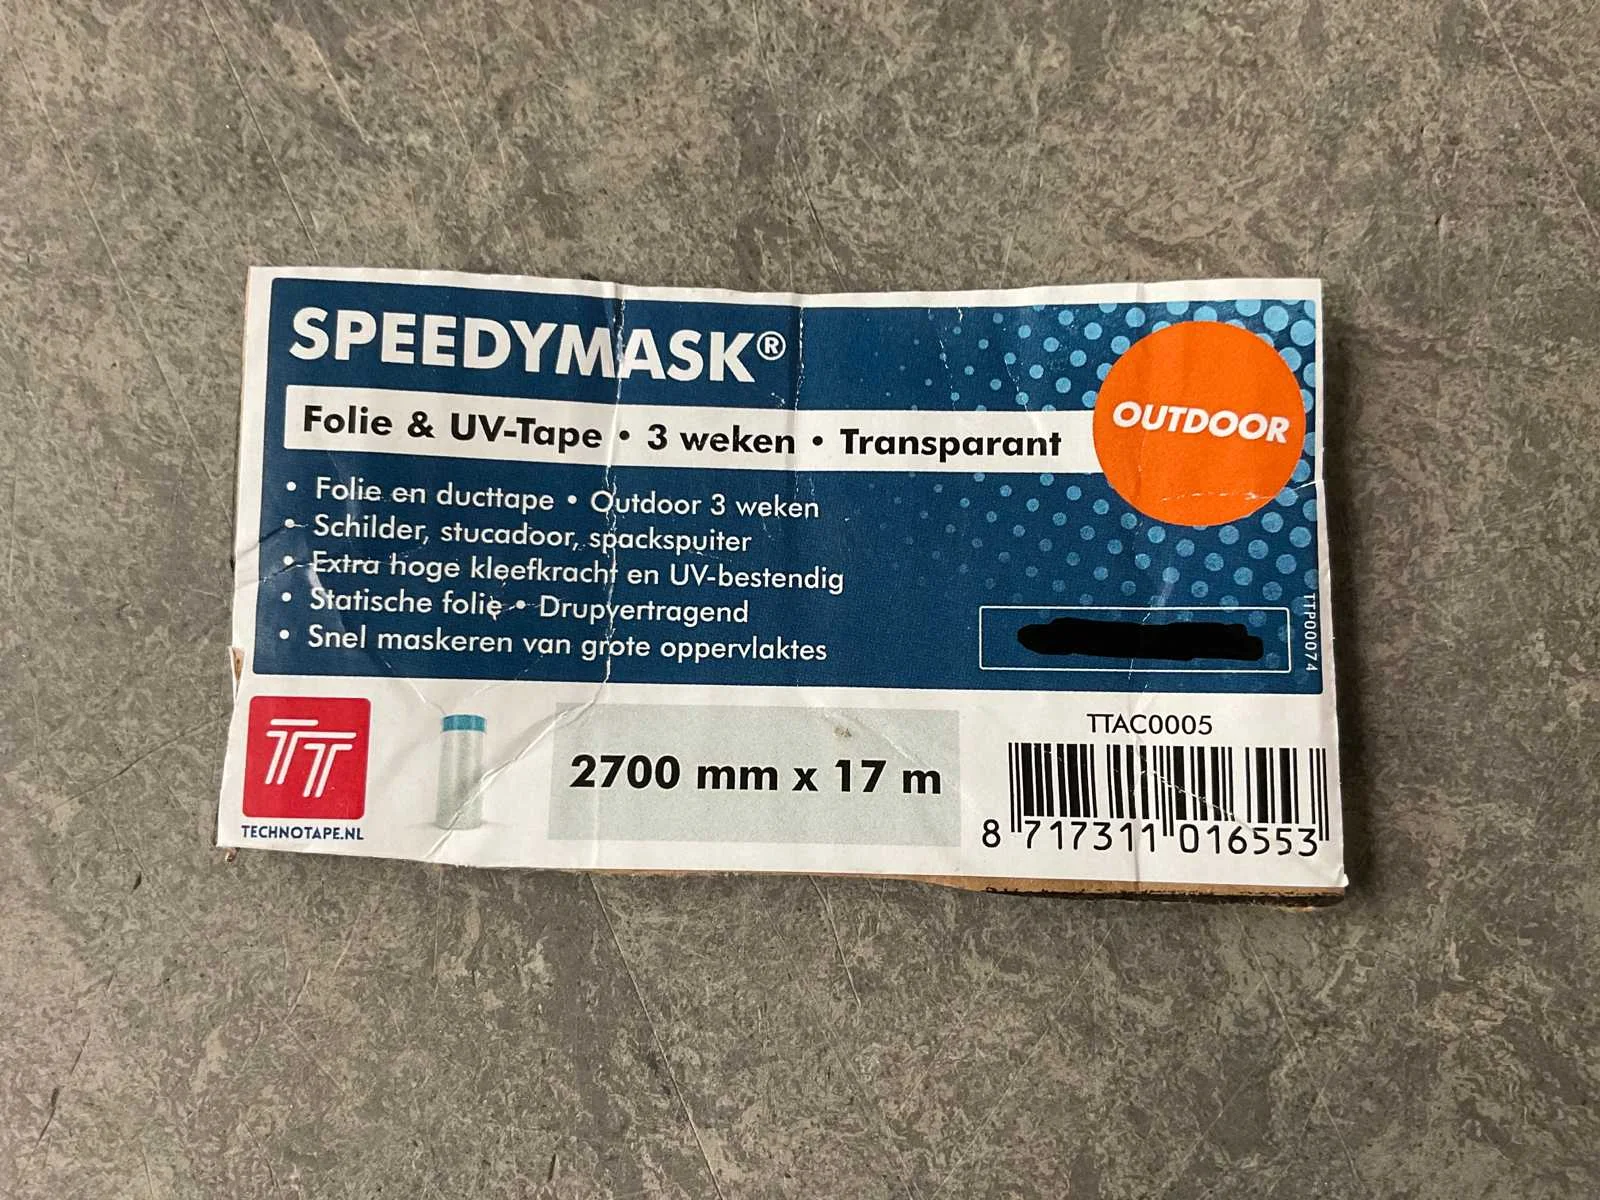 SPEEDYMASK®
Folie & UV-Tape • 3 weken • Transparant
OUTDOOR
• Folie en ducttape • Outdoor 3 weken
• Schilder, stucadoor, spackspuiter
• Extra hoge kleefkracht en UV-bestendig
• Statische folie • Drupvertragend
• Snel maskeren van grote oppervlaktes
TTP00074
TT
TECHNOTAPE.NL
2700 mm x 17 m
TTAC0005
8 717311 016553